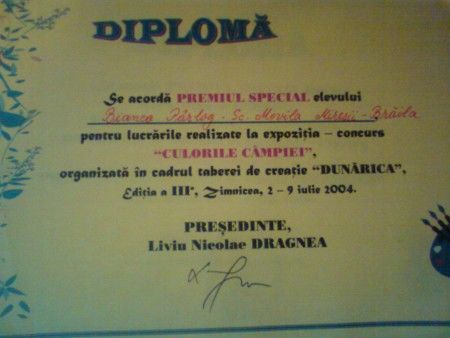 DIPLOMĂ
Se acordă PREMIUL SPECIAL elevului
Bianca Pârlog - Sc. Movila Miresii - Brăila
pentru lucrările realizate la expoziția – concurs
“CULORILE CÂMPIEI”,
organizată în cadrul taberei de creație “DUNĂRICA”,
Ediția a IIIª, Zimnicea, 2 – 9 iulie 2004.
PREȘEDINTE,
Liviu Nicolae DRAGNEA